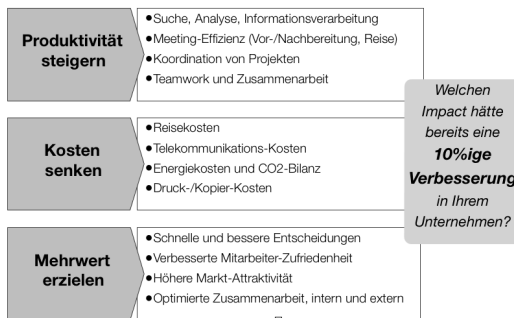 Produktivität
steigern
●Suche, Analyse, Informationsverarbeitung
●Meeting-Effizienz (Vor-/Nachbereitung, Reise)
●Koordination von Projekten
●Teamwork und Zusammenarbeit
Kosten
senken
●Reisekosten
●Telekommunikations-Kosten
●Energiekosten und CO2-Bilanz
●Druck-/Kopier-Kosten
Mehrwert
erzielen
●Schnelle und bessere Entscheidungen
●Verbesserte Mitarbeiter-Zufriedenheit
●Höhere Markt-Attraktivität
●Optimierte Zusammenarbeit, intern und extern
Welchen
Impact hätte
bereits eine
10%ige
Verbesserung
in Ihrem
Unternehmen?